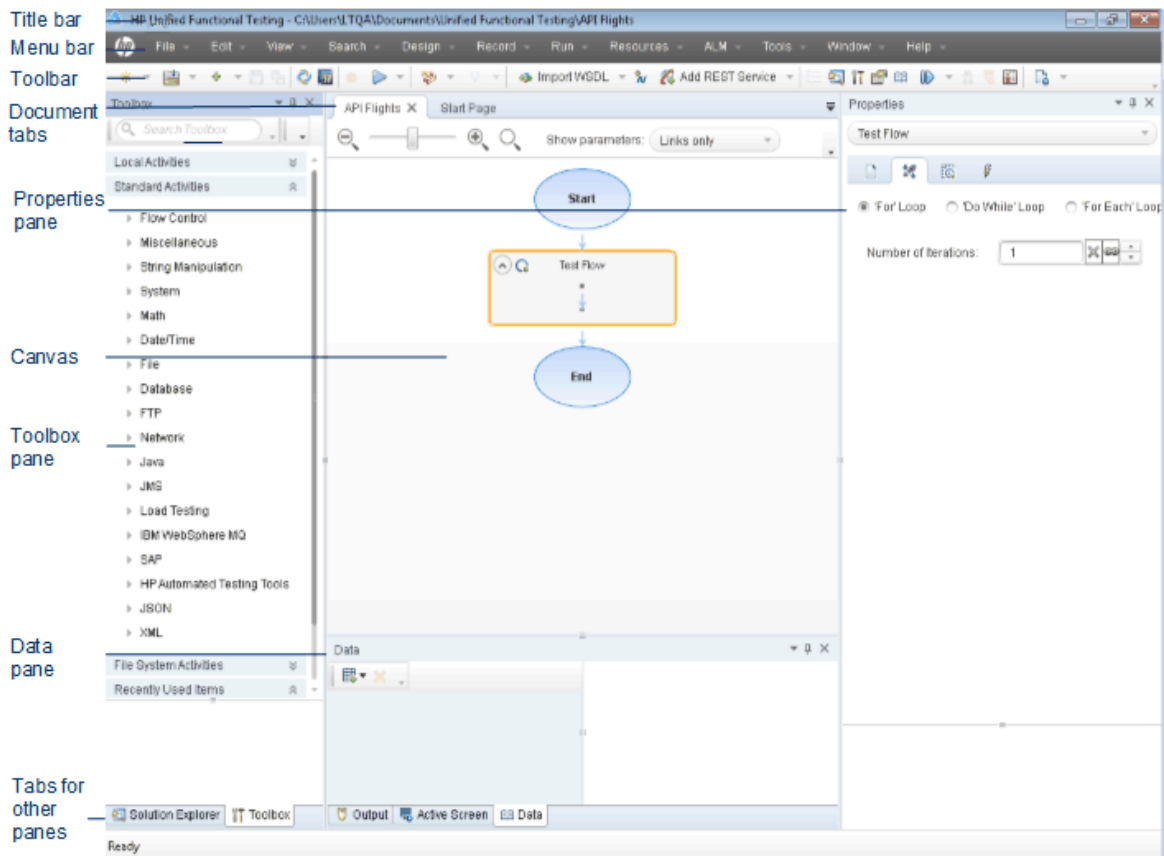 Title bar
HP Unified Functional Testing - C:\Users\LTQA\Documents\Unified Functional Testing\API Flights
Menu bar
hp File Edit View Search Design Record Run Resources ALM Tools Window Help
Toolbar
Import WSDL Add REST Service
Document
tabs
Toolbox
Search Toolbox
Local Activities
Standard Activities
Flow Control
Miscellaneous
String Manipulation
System
Math
Date/Time
File
Database
FTP
Network
Java
JMS
Load Testing
IBM WebSphere MQ
SAP
HP Automated Testing Tools
JSON
XML
File System Activities
Recently Used Items
Solution Explorer Toolbox
API Flights Start Page
Show parameters: Links only
Start
Test Flow
End
Data
Output Active Screen Data
Properties
Test Flow
'For' Loop 'Do While' Loop 'For Each' Loop
Number of Iterations: 1
Properties
pane
Canvas
Toolbox
pane
Data
pane
Tabs for
other
panes
Ready